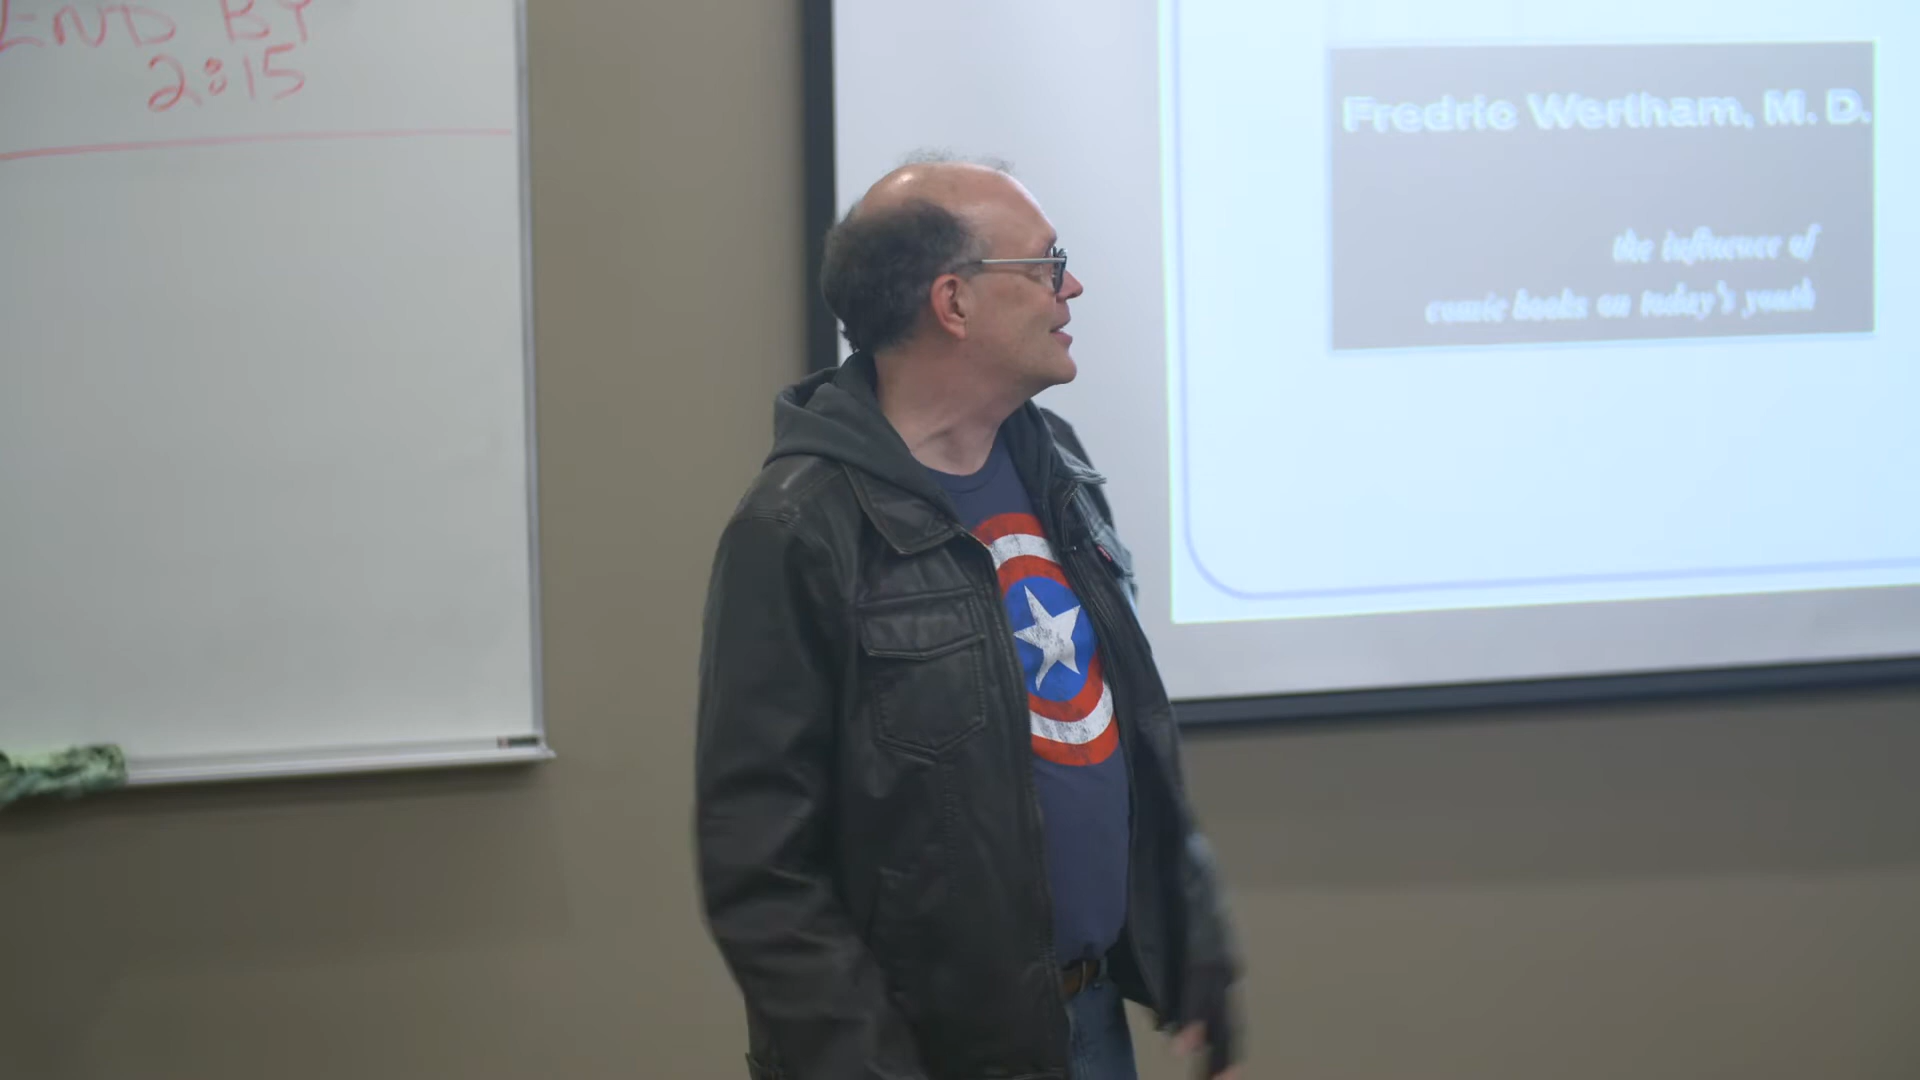 END BY
2:15
Fredric Wertham, M. D.
the influence of
comic books on today's youth